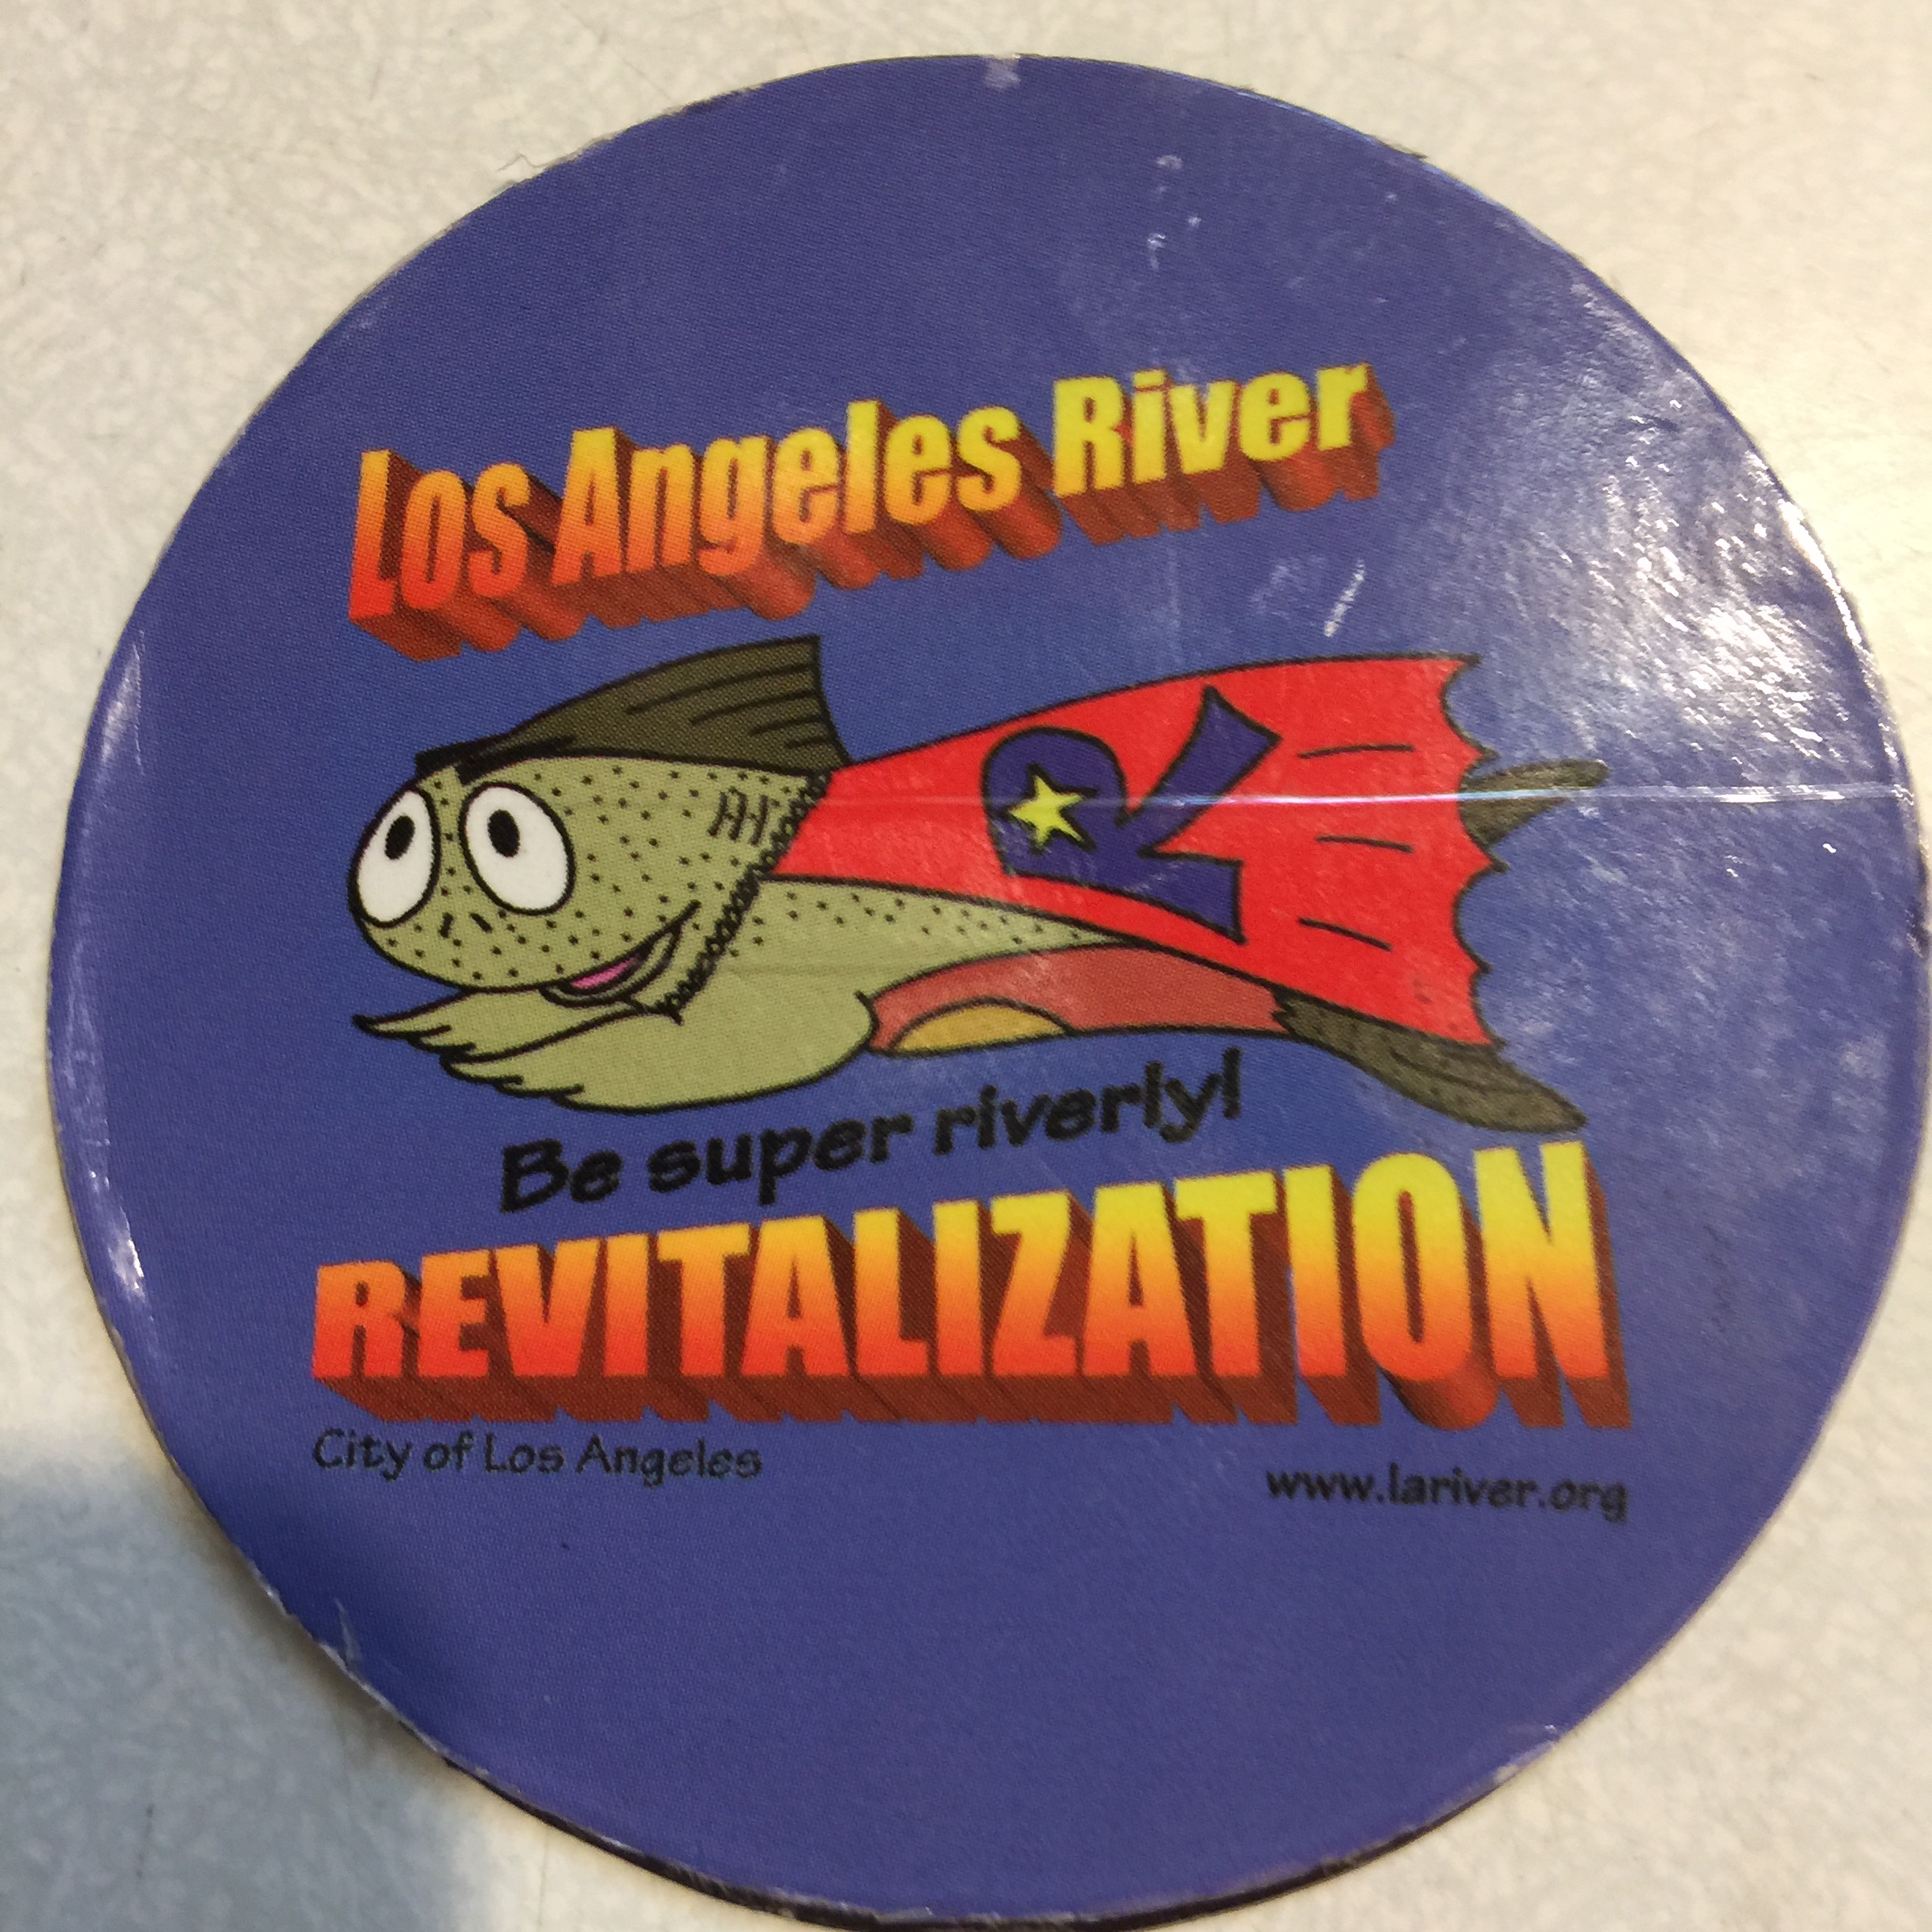 Los Angeles River
R
Be super riverly!
REVITALIZATION
City of Los Angeles
www.lariver.org